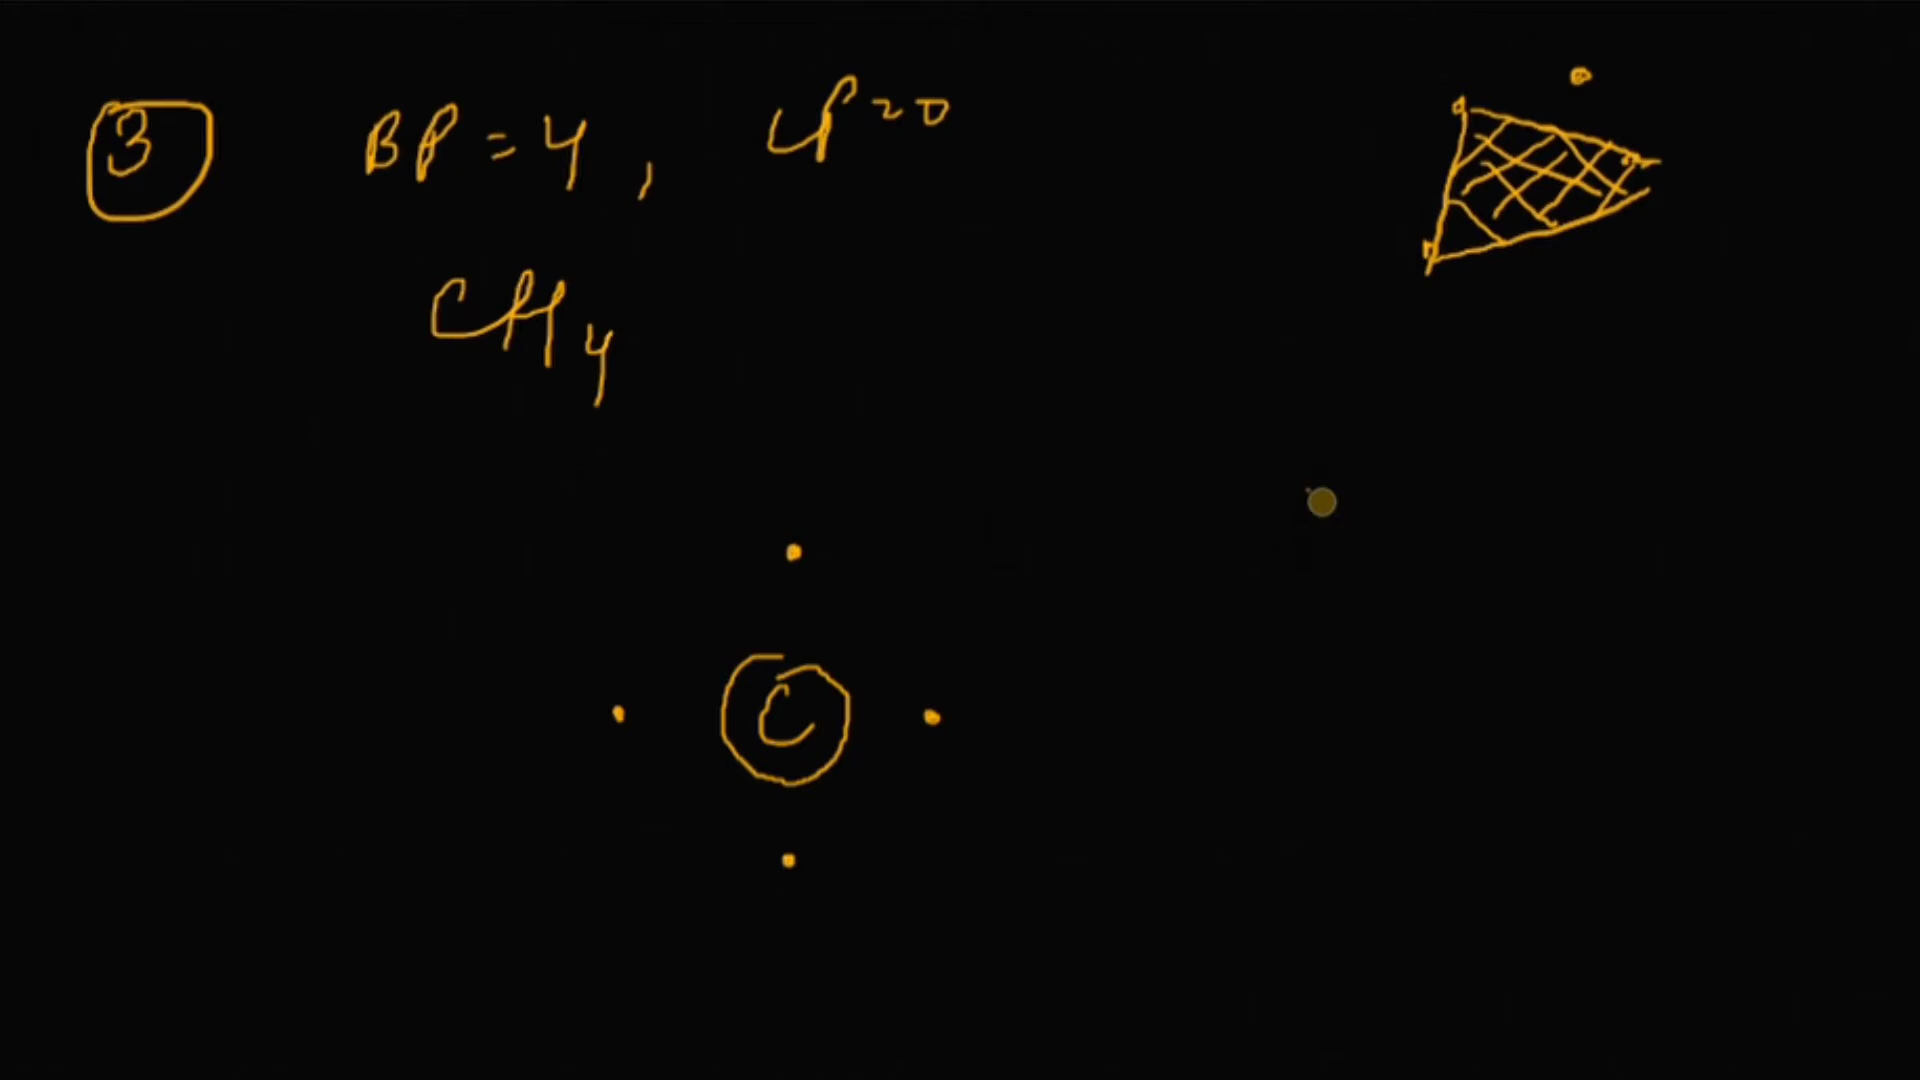 3 BP = 4, LP = 0
CH4
C